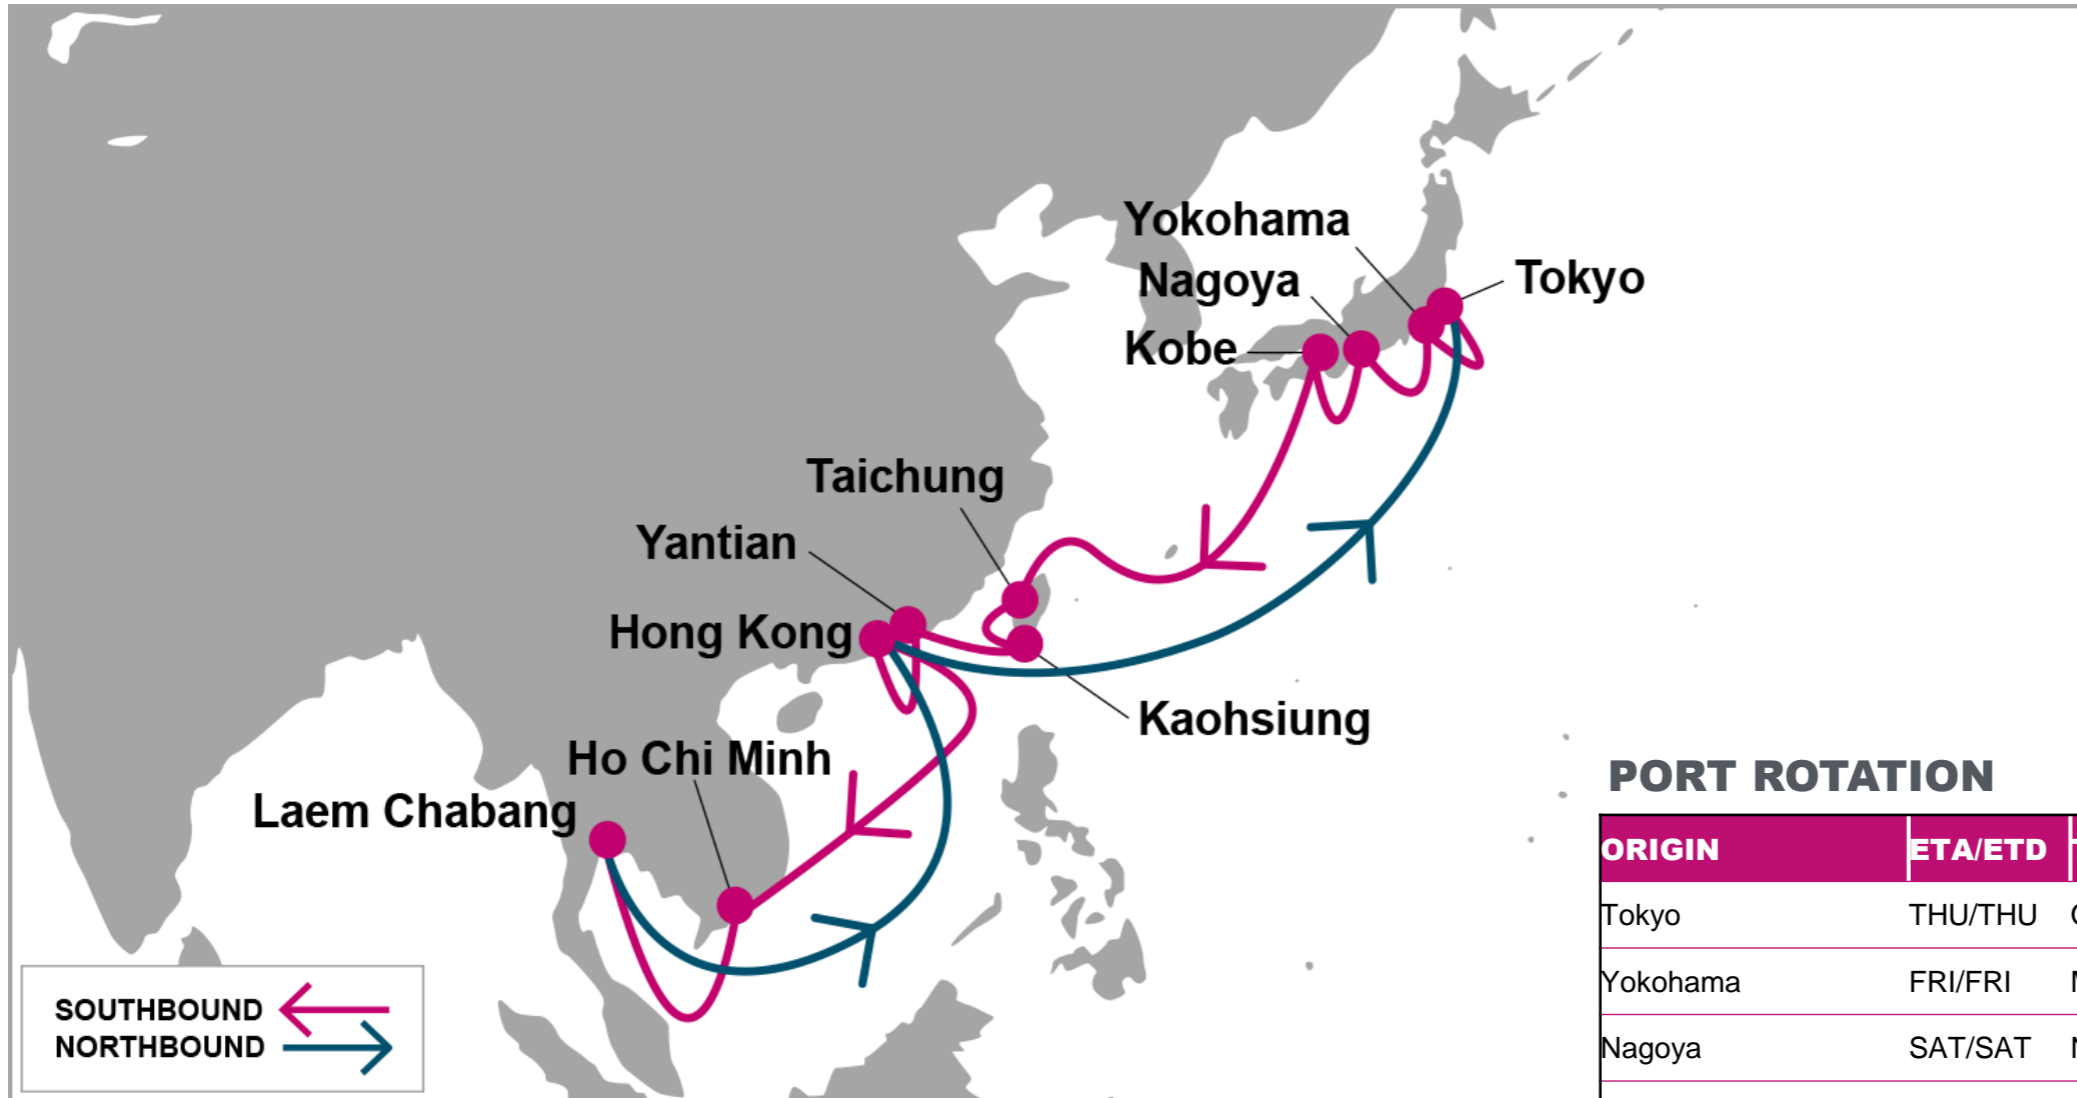 Yokohama
Nagoya
Tokyo
Kobe
Taichung
Yantian
Hong Kong
Kaohsiung
Ho Chi Minh
Laem Chabang
SOUTHBOUND
NORTHBOUND
PORT ROTATION
ORIGIN ETA/ETD
Tokyo THU/THU
Yokohama FRI/FRI
Nagoya SAT/SAT